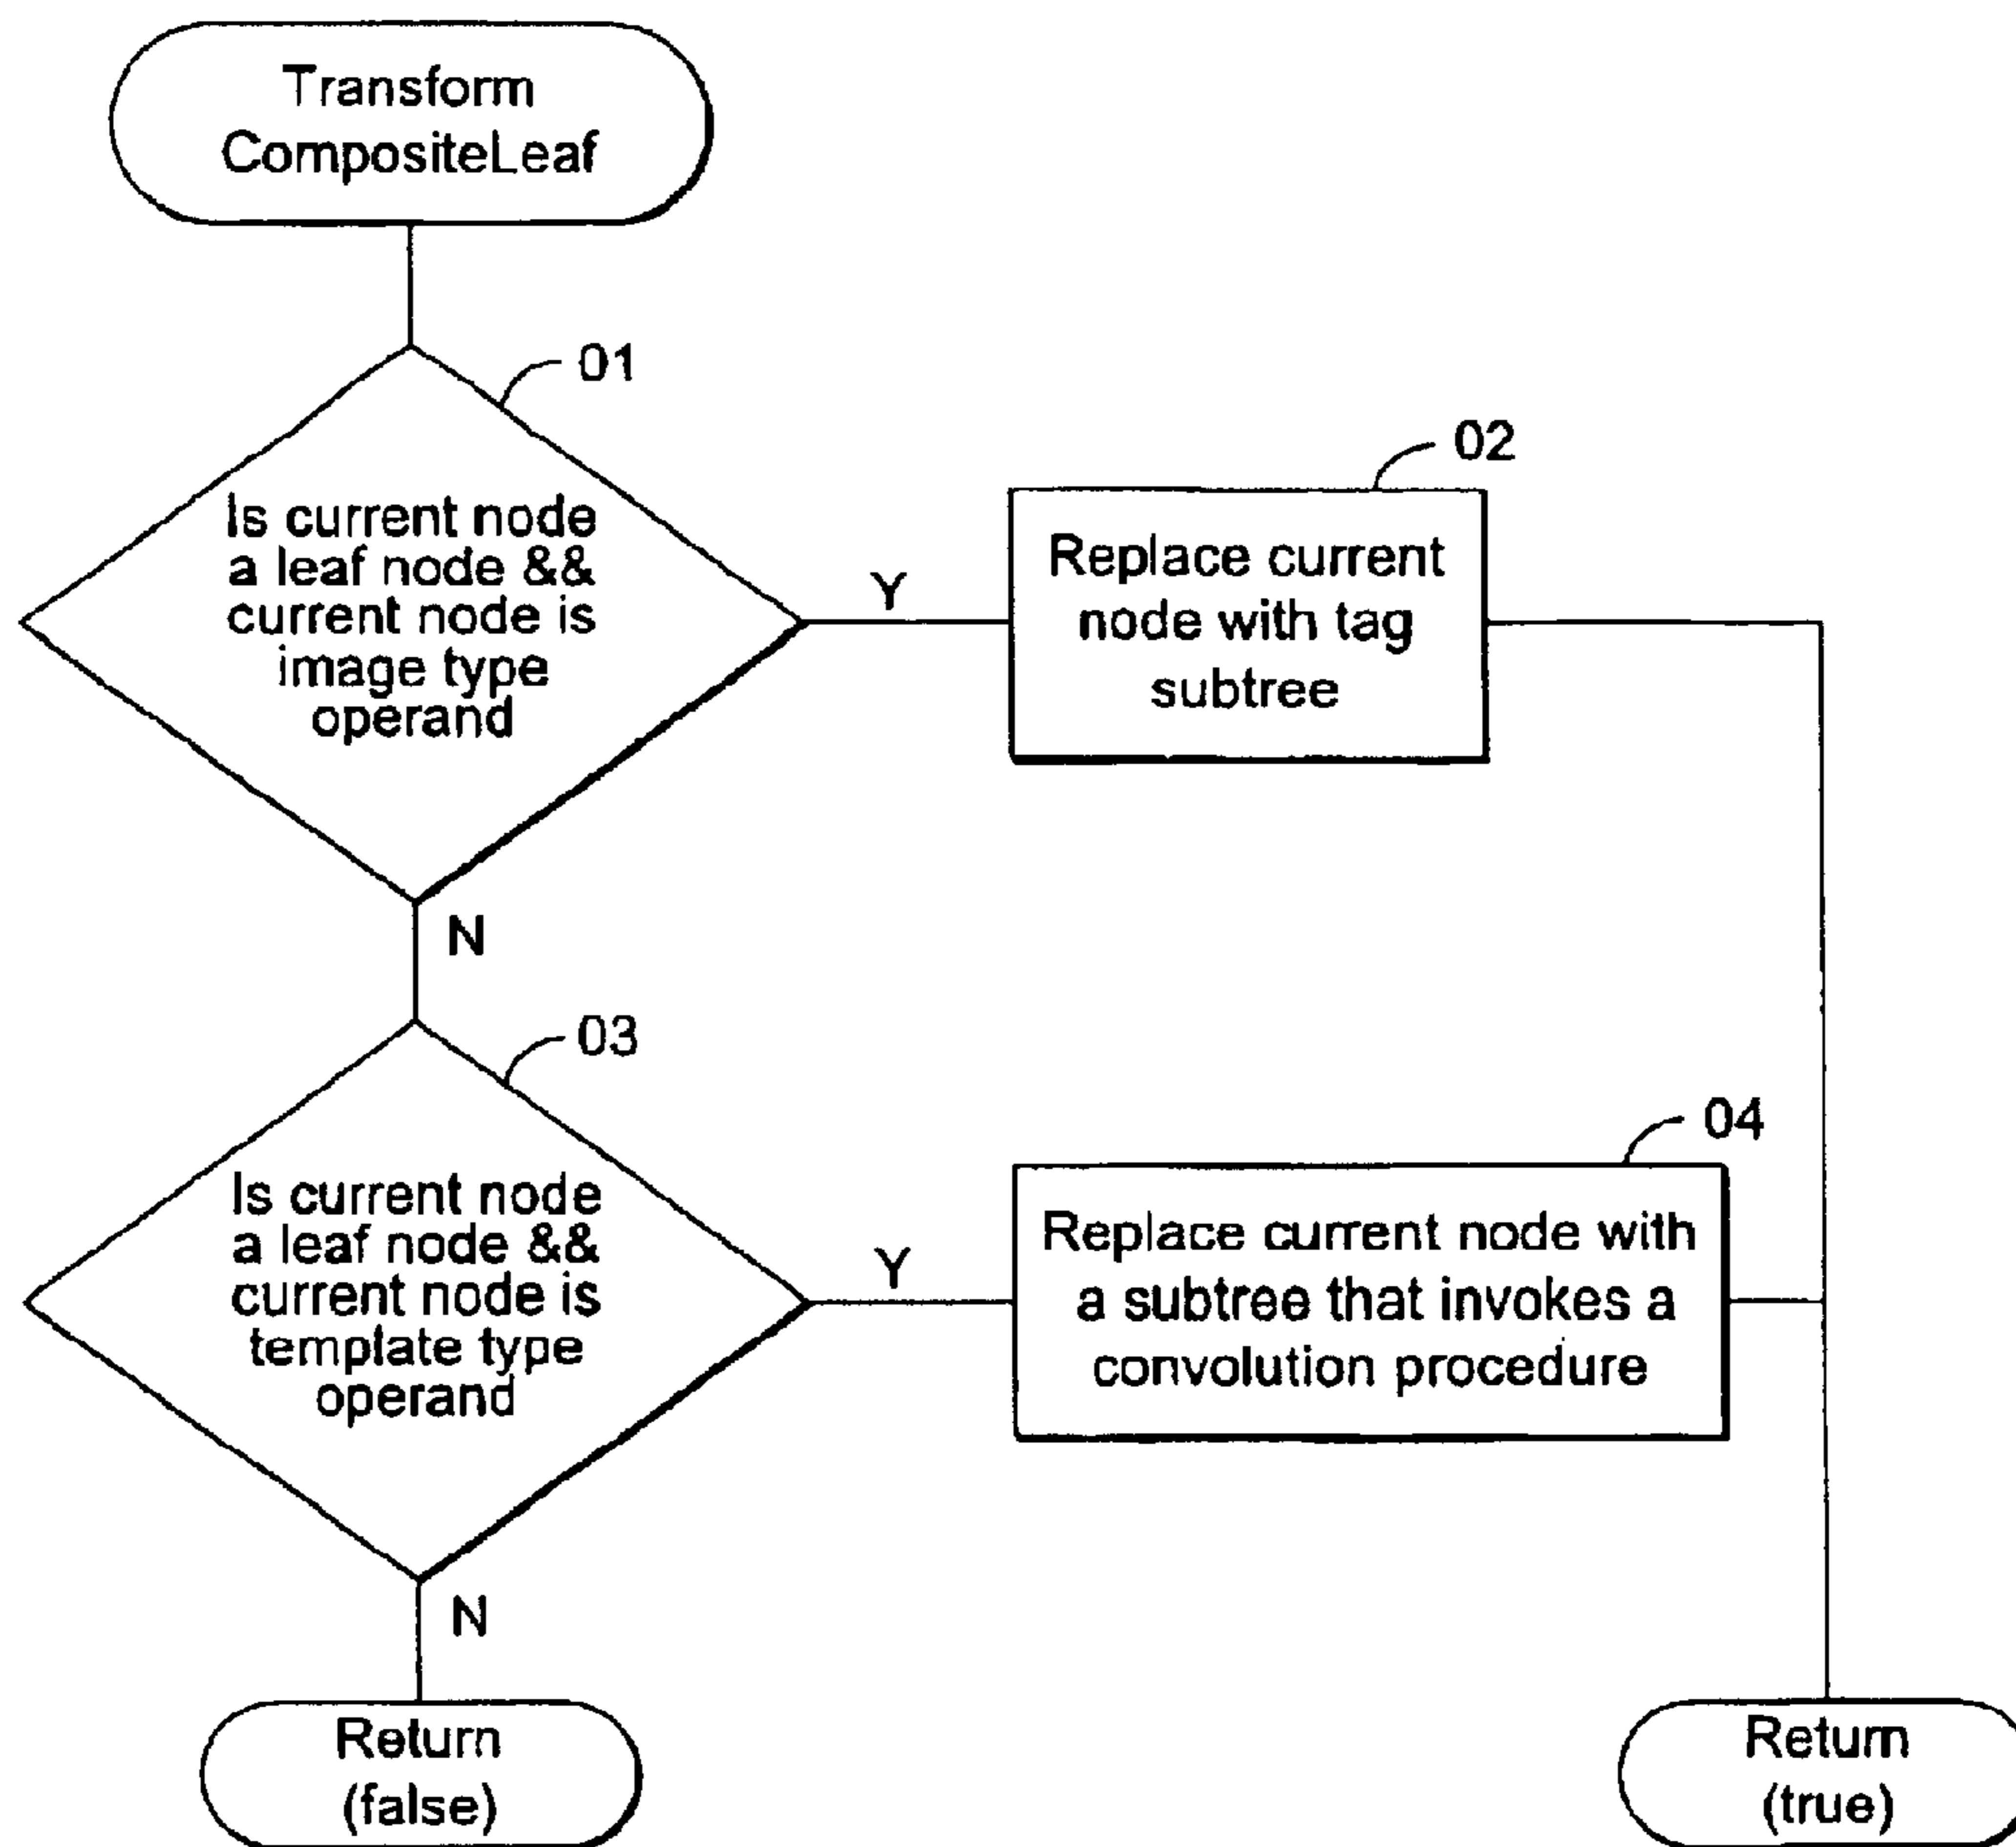 Transform
CompositeLeaf
01
Is current node
a leaf node &&
current node is
image type
operand
Y
02
Replace current
node with tag
subtree
N
03
Is current node
a leaf node &&
current node is
template type
operand
Y
04
Replace current node with
a subtree that invokes a
convolution procedure
N
Return
(false)
Return
(true)